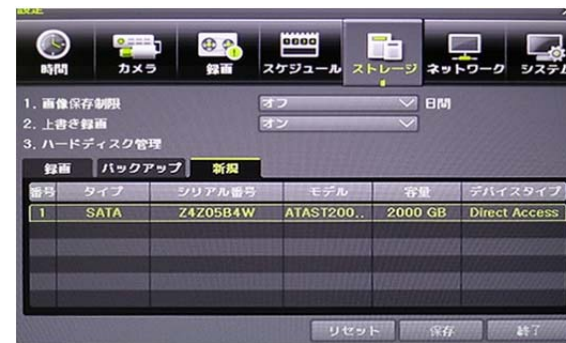 設定
時間 カメラ 録画 スケジュール ストレージ ネットワーク システム
1. 画像保存制限 オフ 日間
2. 上書き録画 オン
3. ハードディスク管理
録画 バックアップ 新規
番号 タイプ シリアル番号 モデル 容量 デバイスタイプ
1 SATA Z4Z05B4W ATAST200.. 2000 GB Direct Access
リセット 保存 終了